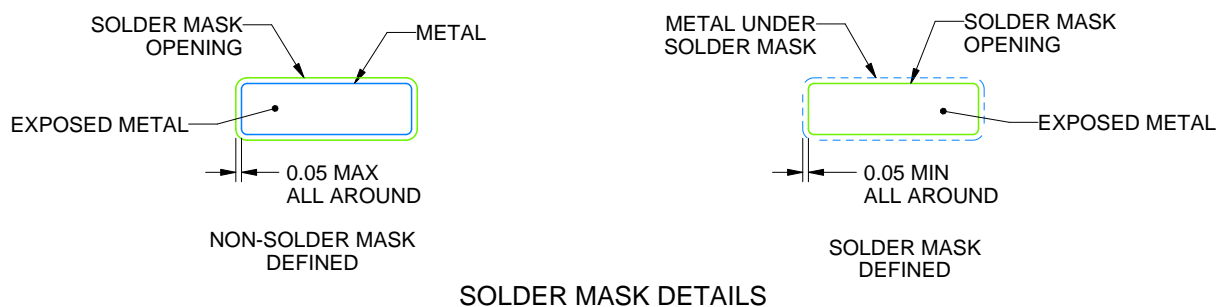 SOLDER MASK
OPENING
METAL
EXPOSED METAL
0.05 MAX
ALL AROUND
NON-SOLDER MASK
DEFINED
METAL UNDER
SOLDER MASK
SOLDER MASK
OPENING
EXPOSED METAL
0.05 MIN
ALL AROUND
SOLDER MASK
DEFINED
SOLDER MASK DETAILS